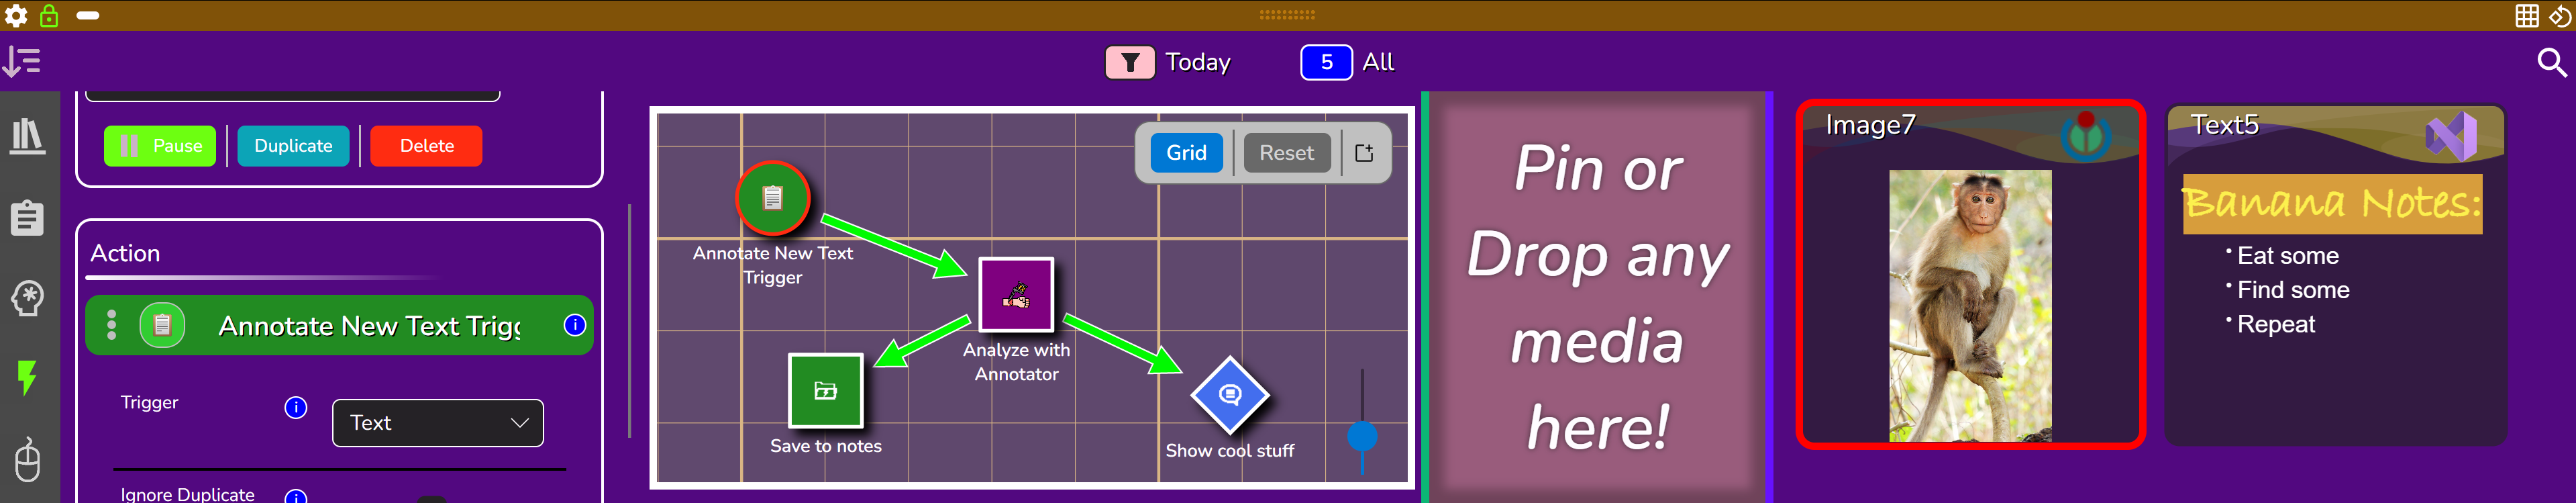 Today
5 All
Pause
Duplicate
Delete
Action
Annotate New Text Trigg
Trigger
Text
Ignore Duplicate
Grid
Reset
Annotate New Text
Trigger
Analyze with
Annotator
Save to notes
Show cool stuff
Pin or
Drop any
media
here!
Image7
Text5
Banana Notes:
• Eat some
• Find some
• Repeat